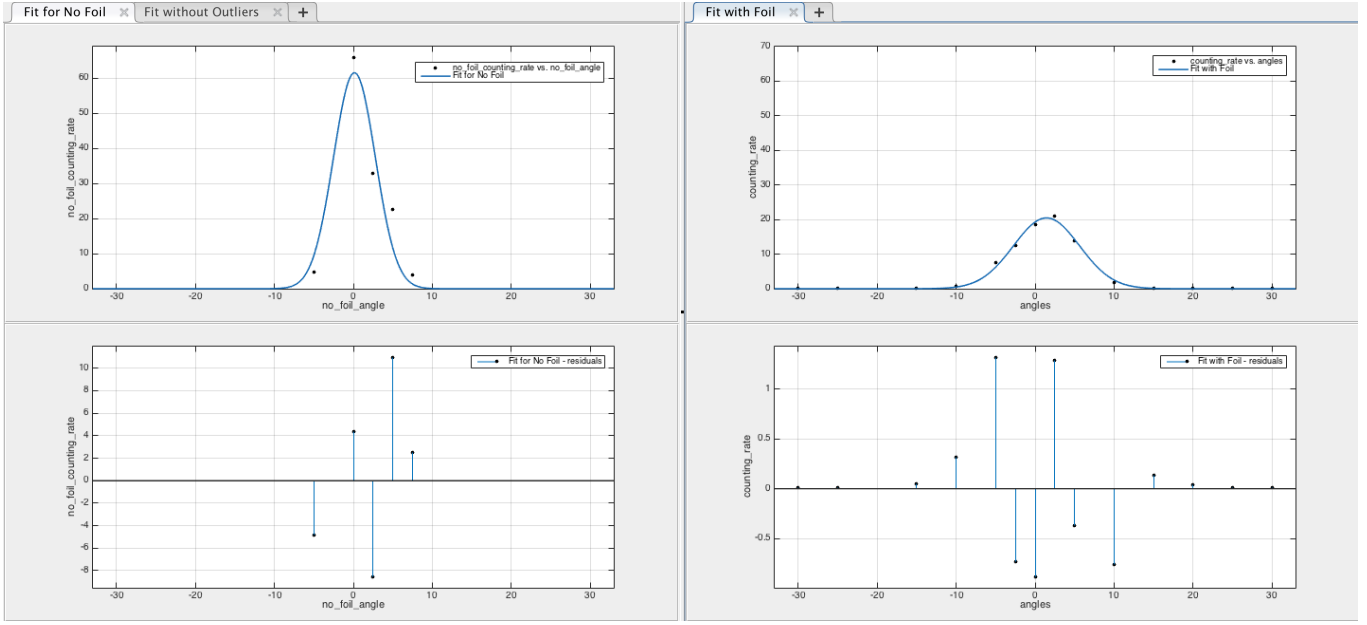 Fit for No Foil × Fit without Outliers × +
70
60
50
40
30
20
10
0
no_foil_counting_rate
no_foil_counting_rate vs. no_foil_angle
Fit for No Foil
-30 -20 -10 0 10 20 30
no_foil_angle
10
8
6
4
2
0
-2
-4
-6
-8
no_foil_counting_rate
Fit for No Foil - residuals
-30 -20 -10 0 10 20 30
no_foil_angle
Fit with Foil × +
70
60
50
40
30
20
10
0
counting_rate
counting_rate vs. angles
Fit with Foil
-30 -20 -10 0 10 20 30
angles
1
0.5
0
-0.5
counting_rate
Fit with Foil - residuals
-30 -20 -10 0 10 20 30
angles